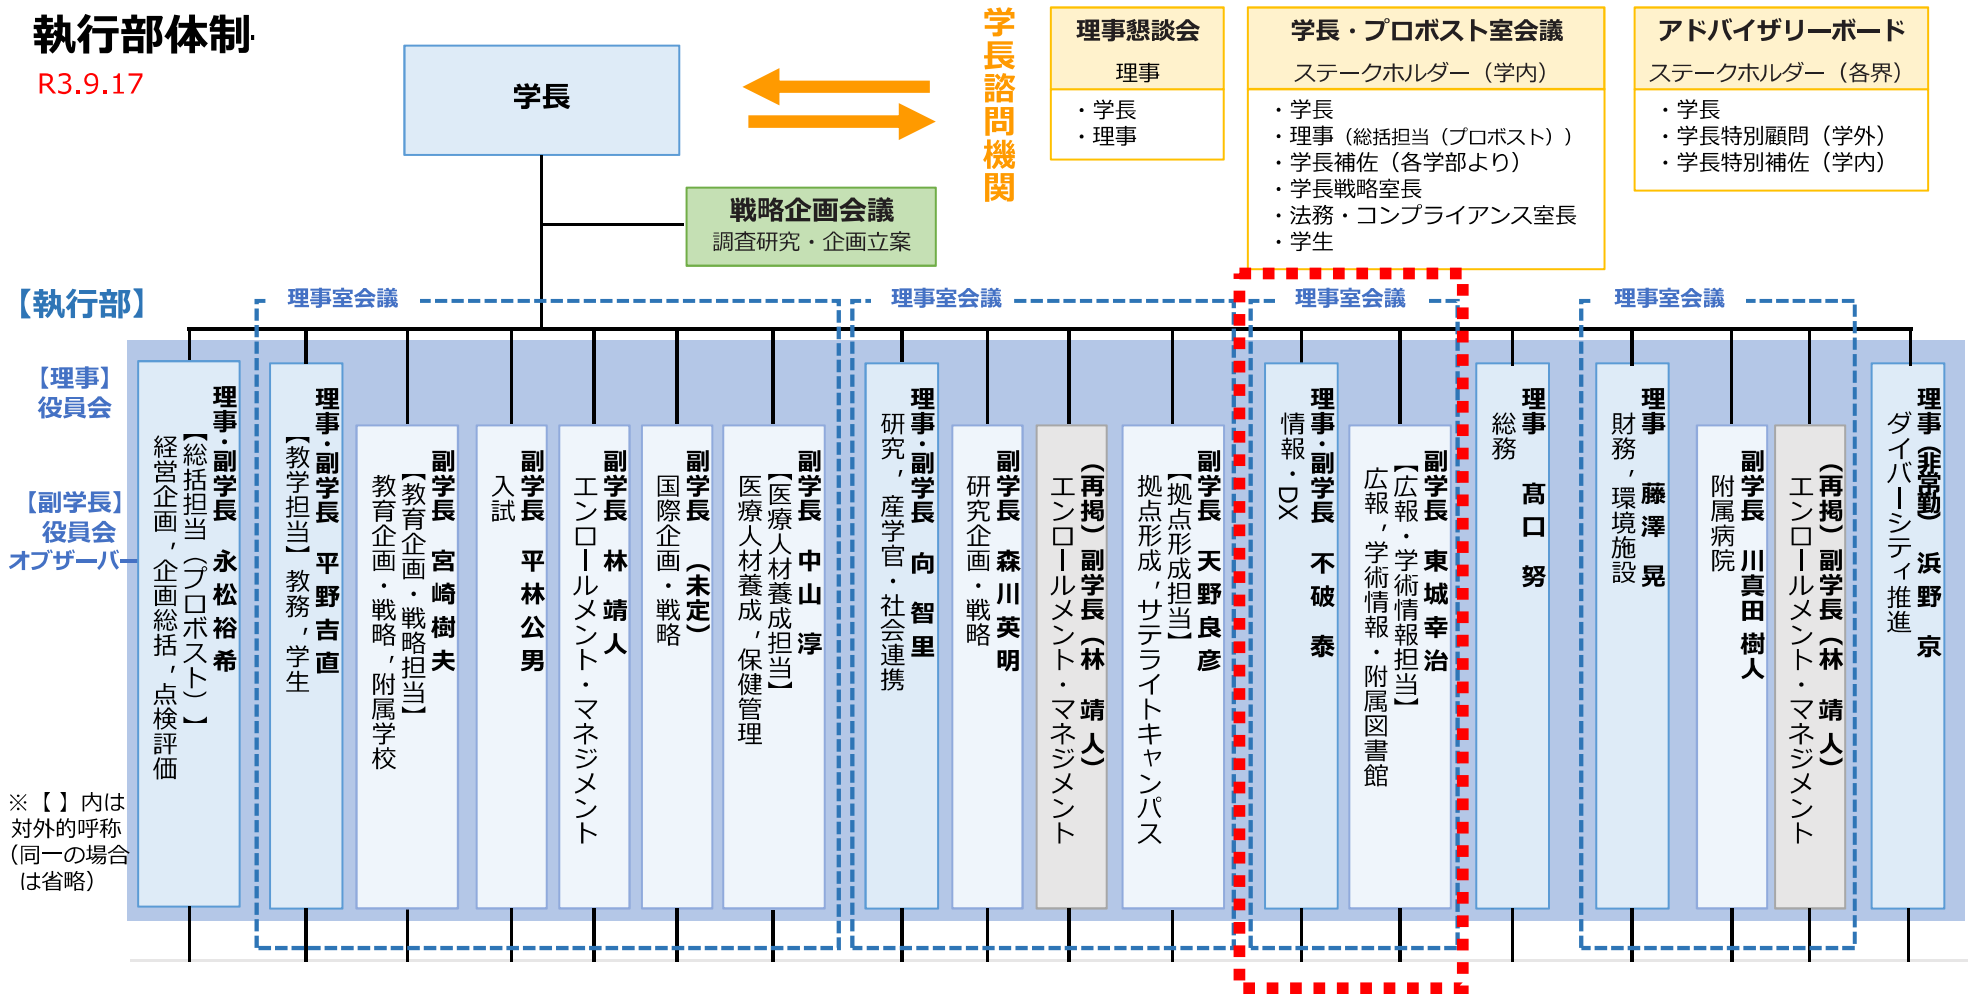 執行部体制
R3.9.17
学長
学長諮問機関
理事懇談会
理事
・学長
・理事
学長・プロボスト室会議
ステークホルダー（学内）
・学長
・理事（総括担当（プロボスト））
・学長補佐（各学部より）
・学長戦略室長
・法務・コンプライアンス室長
・学生
アドバイザリーボード
ステークホルダー（各界）
・学長
・学長特別顧問（学外）
・学長特別補佐（学内）
戦略企画会議
調査研究・企画立案
【執行部】
理事室会議
理事室会議
理事室会議
理事室会議
【理事】
役員会
【副学長】
役員会
オブザーバー
※【 】内は
対外的呼称
（同一の場合
は省略）
理事・副学長　永松裕希
【総括担当（プロボスト）】
経営企画，企画総括，点検評価
理事・副学長　平野吉直
【教学担当】教務，学生
副学長　宮崎樹夫
【教育企画・戦略担当】
教育企画・戦略，附属学校
副学長　平林公男
入試
副学長　林　靖人
エンロールメント・マネジメント
副学長　（未定）
国際企画・戦略
副学長　中山　淳
【医療人材養成担当】
医療人材養成，保健管理
理事・副学長　向　智里
研究，産学官・社会連携
副学長　森川英明
研究企画・戦略
（再掲）副学長（林　靖人）
エンロールメント・マネジメント
副学長　天野良彦
【拠点形成担当】
拠点形成，サテライトキャンパス
理事・副学長　不破　泰
情報・DX
副学長　東城幸治
【広報・学術情報担当】
広報，学術情報・附属図書館
理事　髙口　努
総務
理事　藤澤　晃
財務，環境施設
副学長　川真田樹人
附属病院
（再掲）副学長（林　靖人）
エンロールメント・マネジメント
理事（非常勤）　浜野　京
ダイバーシティ推進